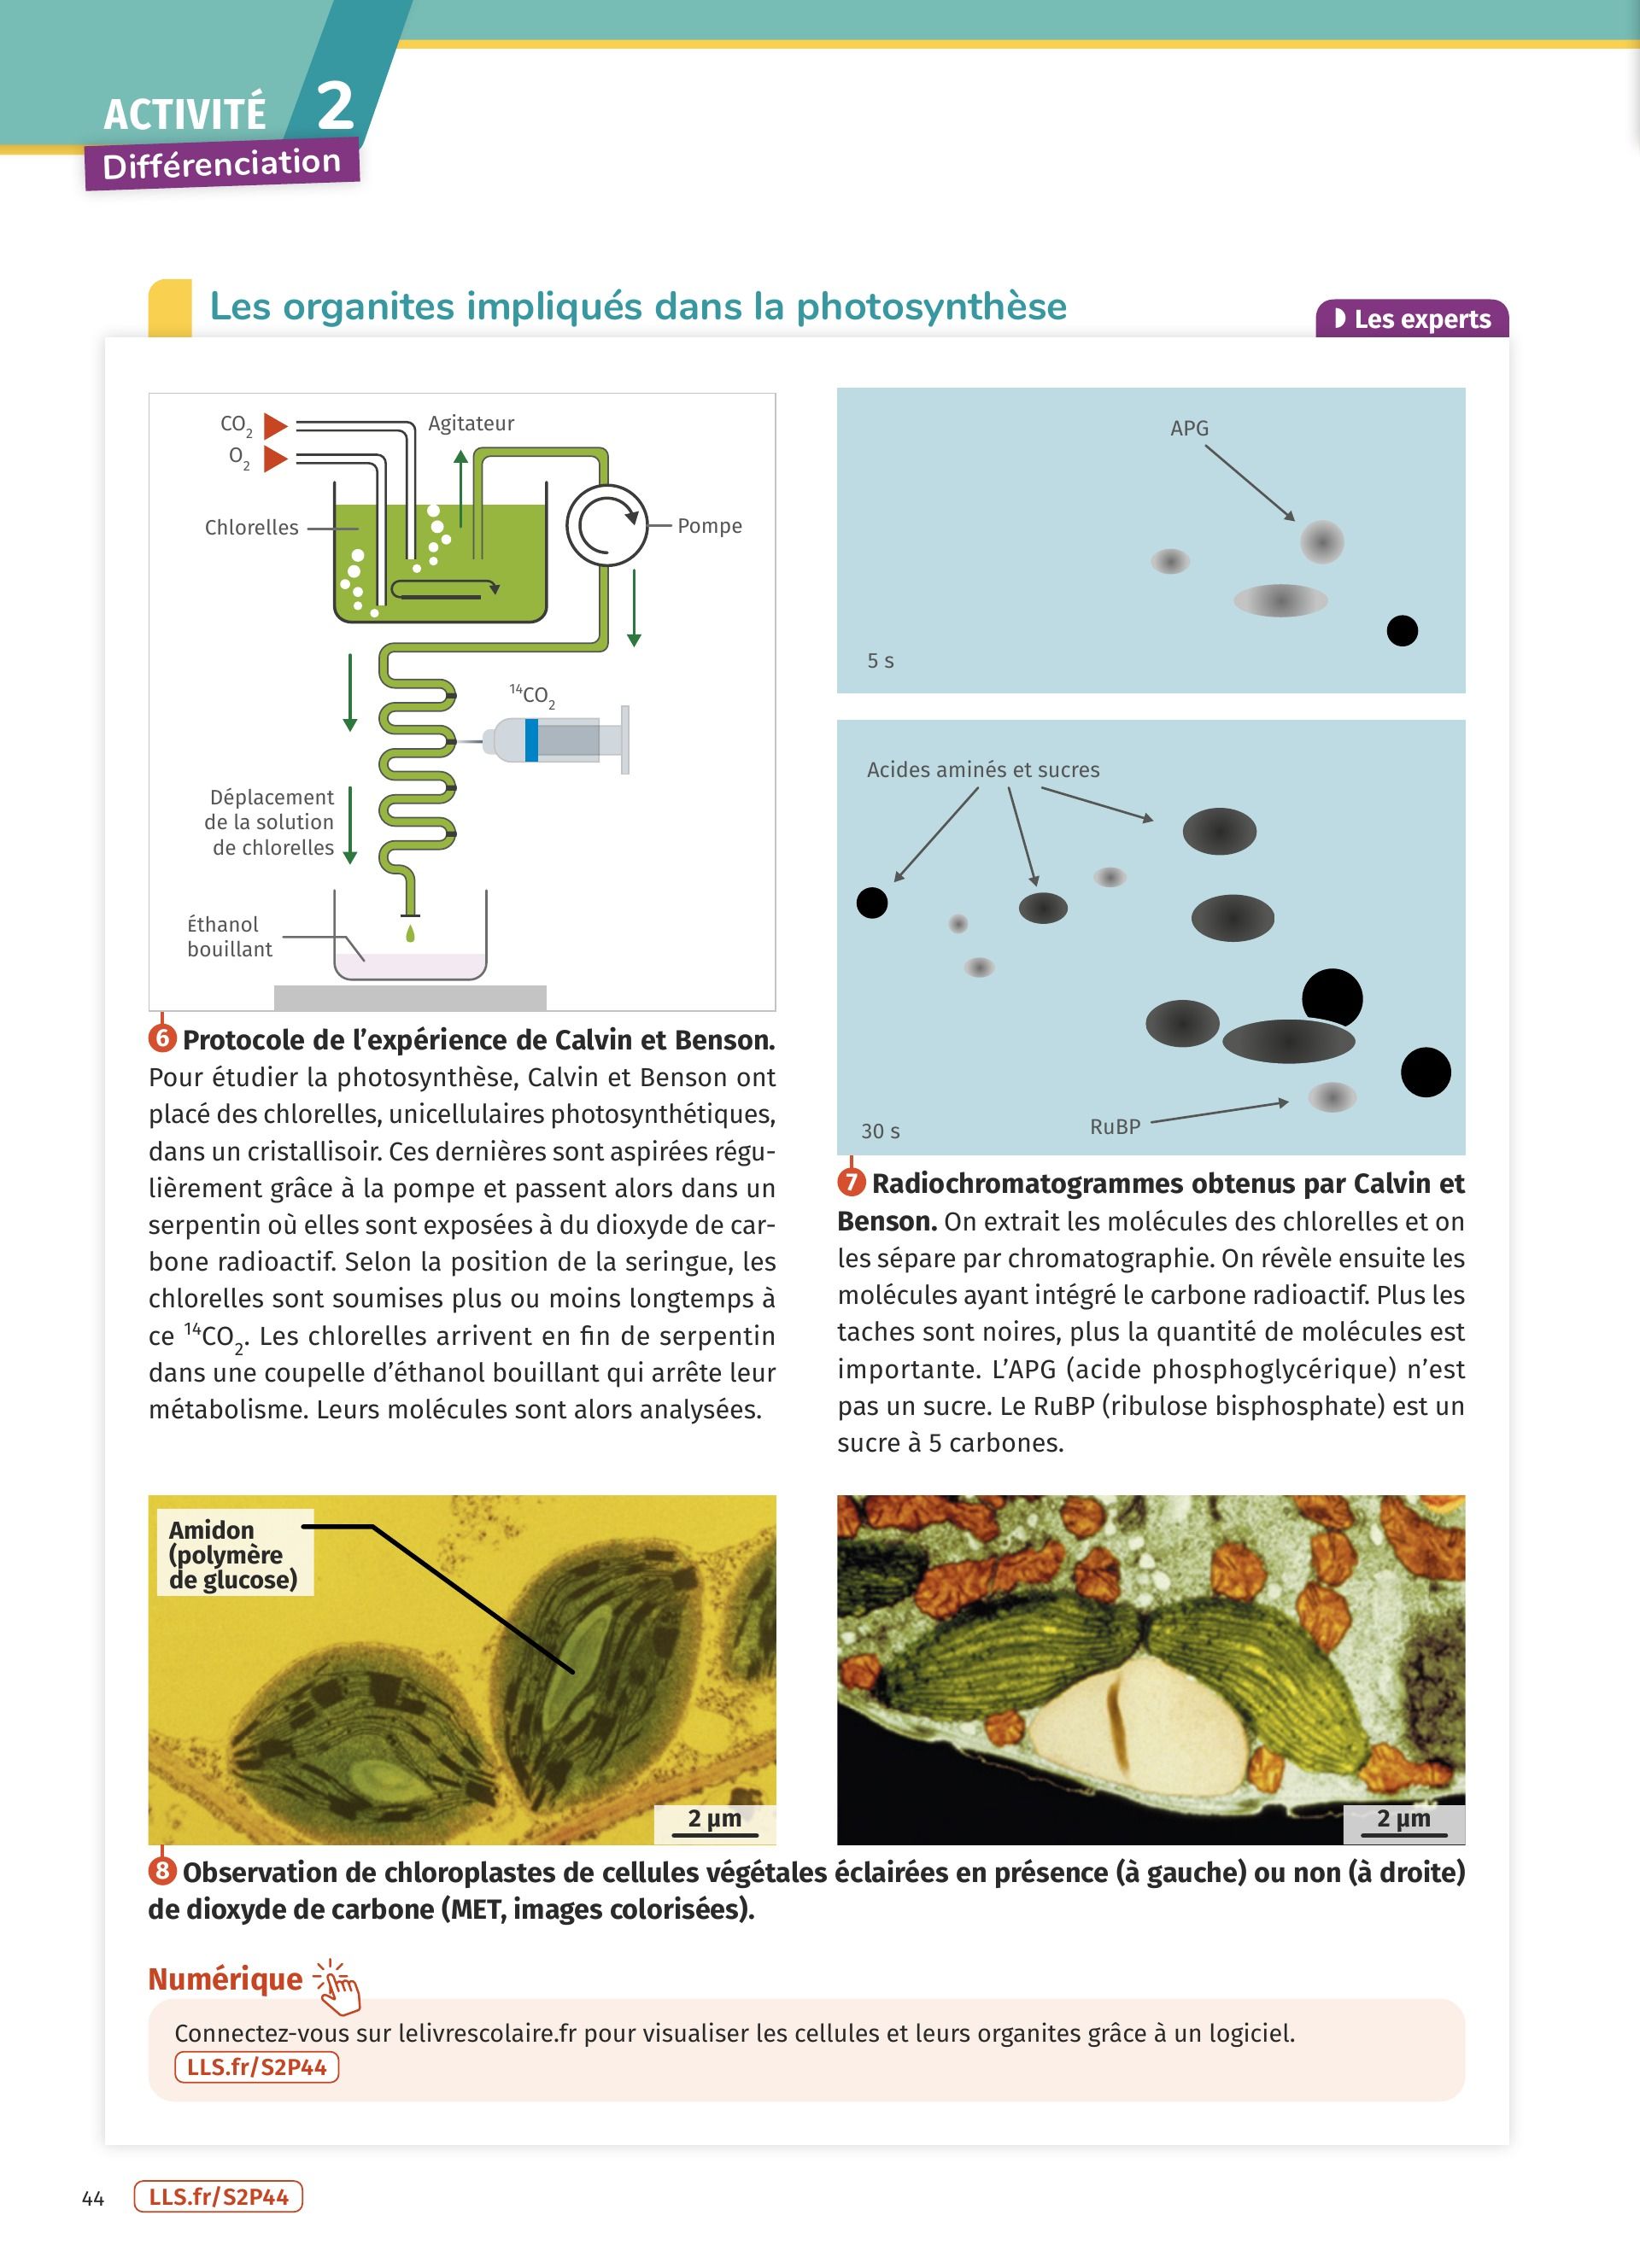 ACTIVITÉ 2
Différenciation
Les organites impliqués dans la photosynthèse
Les experts
CO2
O2
Agitateur
Chlorelles
Pompe
14CO2
Déplacement
de la solution
de chlorelles
Éthanol
bouillant
6 Protocole de l'expérience de Calvin et Benson.
Pour étudier la photosynthèse, Calvin et Benson ont
placé des chlorelles, unicellulaires photosynthétiques,
dans un cristallisoir. Ces dernières sont aspirées régu-
lièrement grâce à la pompe et passent alors dans un
serpentin où elles sont exposées à du dioxyde de car-
bone radioactif. Selon la position de la seringue, les
chlorelles sont soumises plus ou moins longtemps à
ce 14CO2. Les chlorelles arrivent en fin de serpentin
dans une coupelle d'éthanol bouillant qui arrête leur
métabolisme. Leurs molécules sont alors analysées.
APG
5 s
Acides aminés et sucres
RuBP
30 s
7 Radiochromatogrammes obtenus par Calvin et
Benson. On extrait les molécules des chlorelles et on
les sépare par chromatographie. On révèle ensuite les
molécules ayant intégré le carbone radioactif. Plus les
taches sont noires, plus la quantité de molécules est
importante. L'APG (acide phosphoglycérique) n'est
pas un sucre. Le RuBP (ribulose bisphosphate) est un
sucre à 5 carbones.
Amidon
(polymère
de glucose)
2 µm
2 µm
8 Observation de chloroplastes de cellules végétales éclairées en présence (à gauche) ou non (à droite)
de dioxyde de carbone (MET, images colorisées).
Numérique
Connectez-vous sur lelivrescolaire.fr pour visualiser les cellules et leurs organites grâce à un logiciel.
LLS.fr/S2P44
44 LLS.fr/S2P44